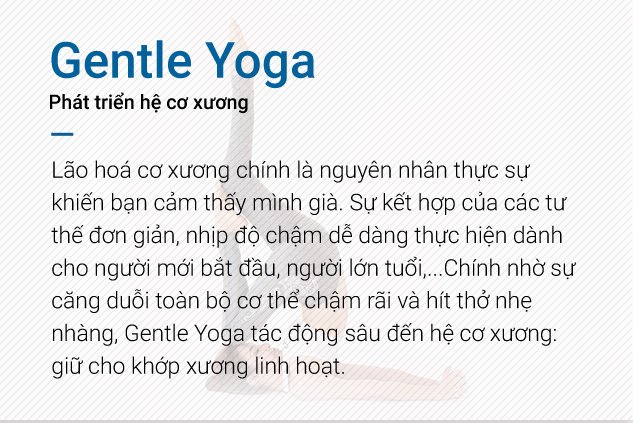 Gentle Yoga
Phát triển hệ cơ xương
Lão hoá cơ xương chính là nguyên nhân thực sự
khiến bạn cảm thấy mình già. Sự kết hợp của các tư
thế đơn giản, nhịp độ chậm dễ dàng thực hiện dành
cho người mới bắt đầu, người lớn tuổi,...Chính nhờ sự
căng duỗi toàn bộ cơ thể chậm rãi và hít thở nhẹ
nhàng, Gentle Yoga tác động sâu đến hệ cơ xương:
giữ cho khớp xương linh hoạt.